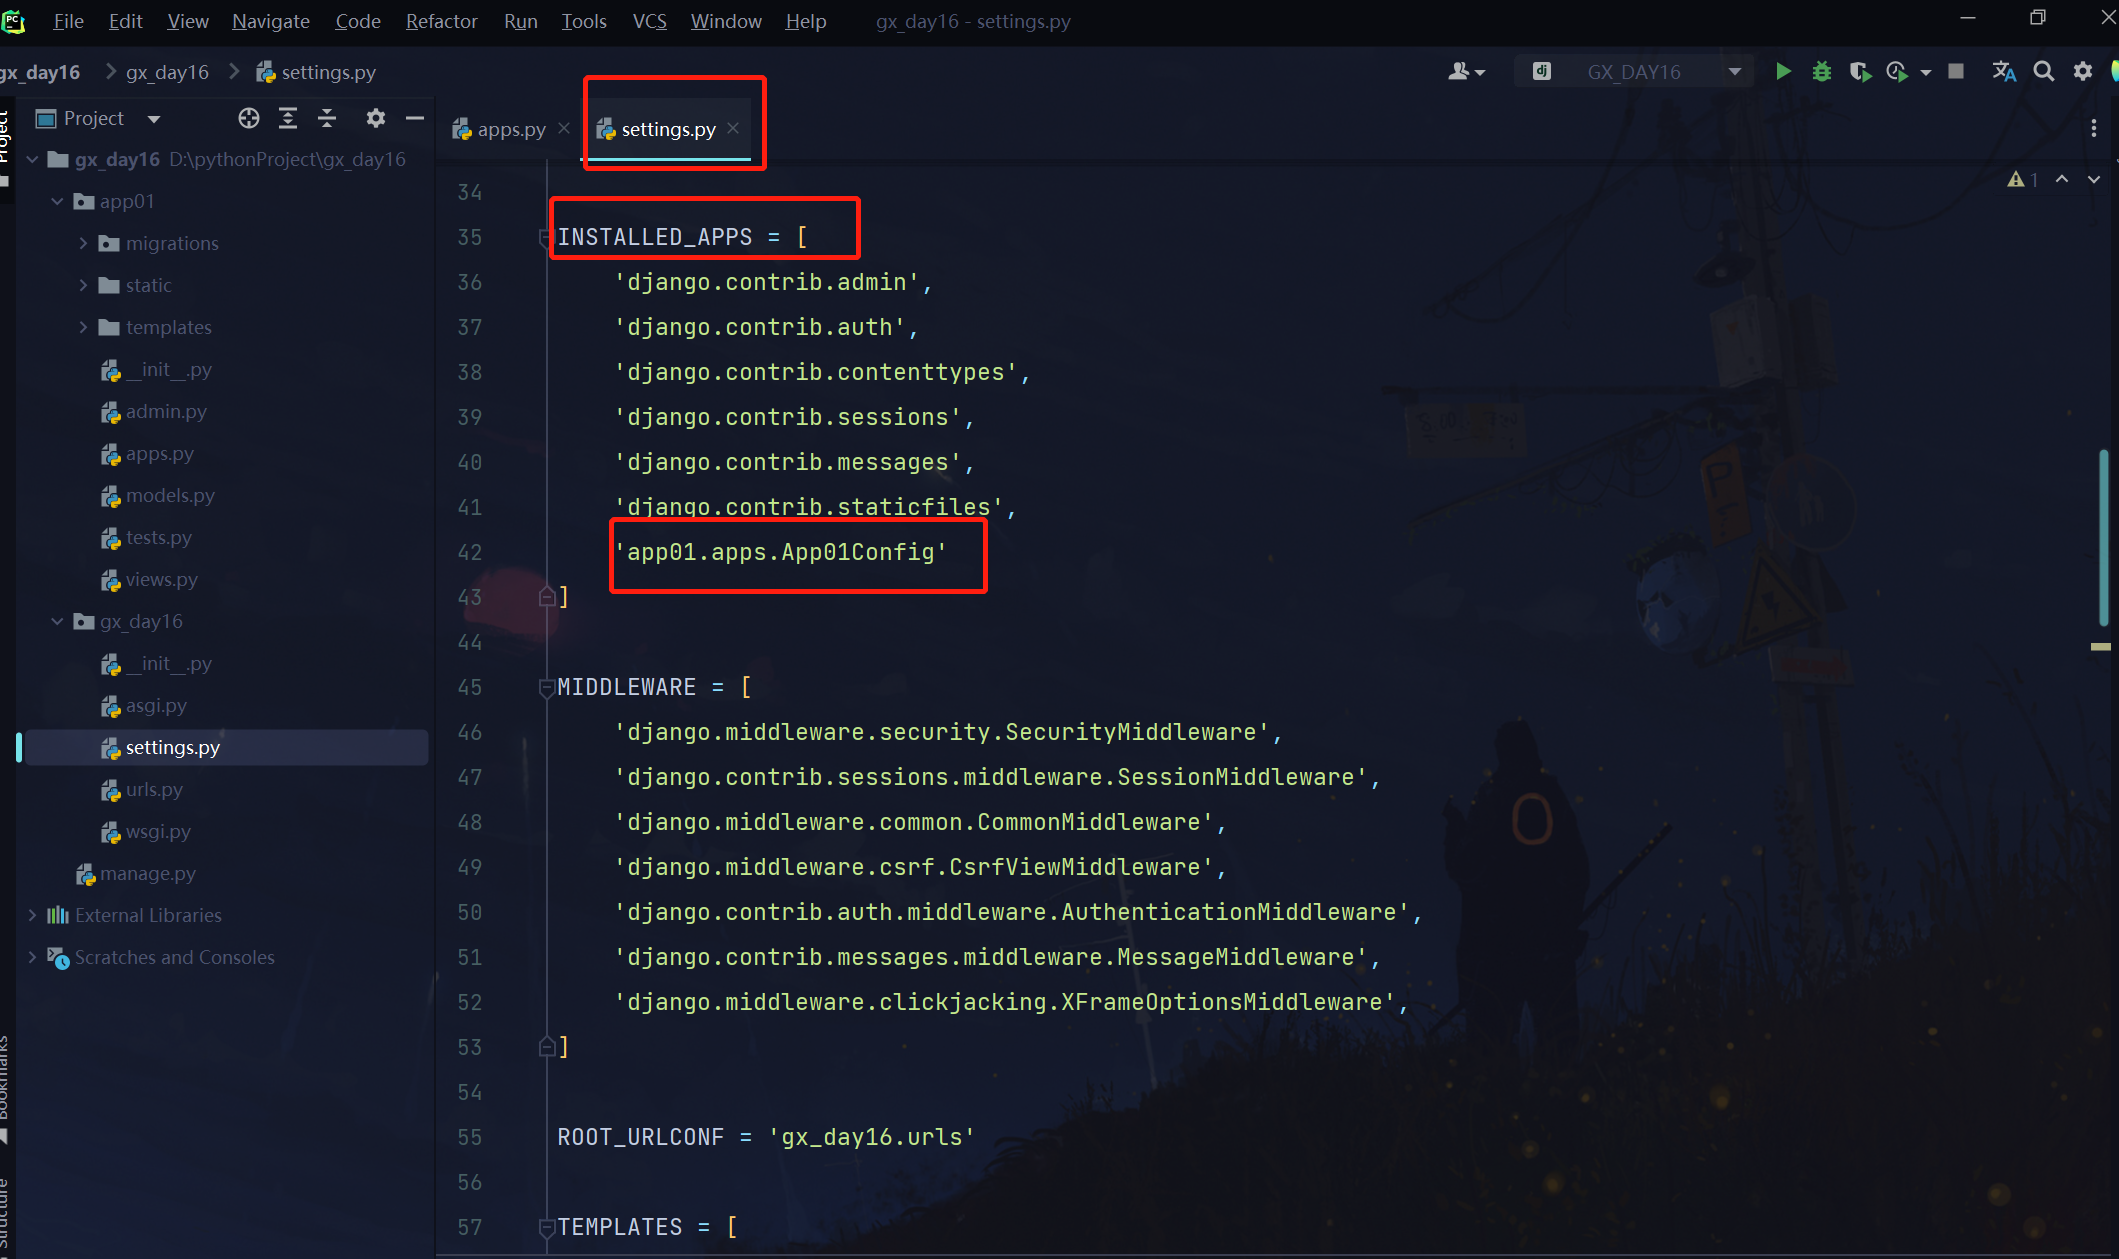 File Edit View Navigate Code Refactor Run Tools VCS Window Help gx_day16 - settings.py
gx_day16 gx_day16 settings.py GX_DAY16
Project
Project
apps.py settings.py
gx_day16 D:\pythonProject\gx_day16
app01
migrations
static
templates
__init__.py
admin.py
apps.py
models.py
tests.py
views.py
gx_day16
__init__.py
asgi.py
settings.py
urls.py
wsgi.py
manage.py
External Libraries
Scratches and Consoles
Bookmarks
Structure
1
34
35 INSTALLED_APPS = [
36 'django.contrib.admin',
37 'django.contrib.auth',
38 'django.contrib.contenttypes',
39 'django.contrib.sessions',
40 'django.contrib.messages',
41 'django.contrib.staticfiles',
42 'app01.apps.App01Config'
43 ]
44
45 MIDDLEWARE = [
46 'django.middleware.security.SecurityMiddleware',
47 'django.contrib.sessions.middleware.SessionMiddleware',
48 'django.middleware.common.CommonMiddleware',
49 'django.middleware.csrf.CsrfViewMiddleware',
50 'django.contrib.auth.middleware.AuthenticationMiddleware',
51 'django.contrib.messages.middleware.MessageMiddleware',
52 'django.middleware.clickjacking.XFrameOptionsMiddleware',
53 ]
54
55 ROOT_URLCONF = 'gx_day16.urls'
56
57 TEMPLATES = [